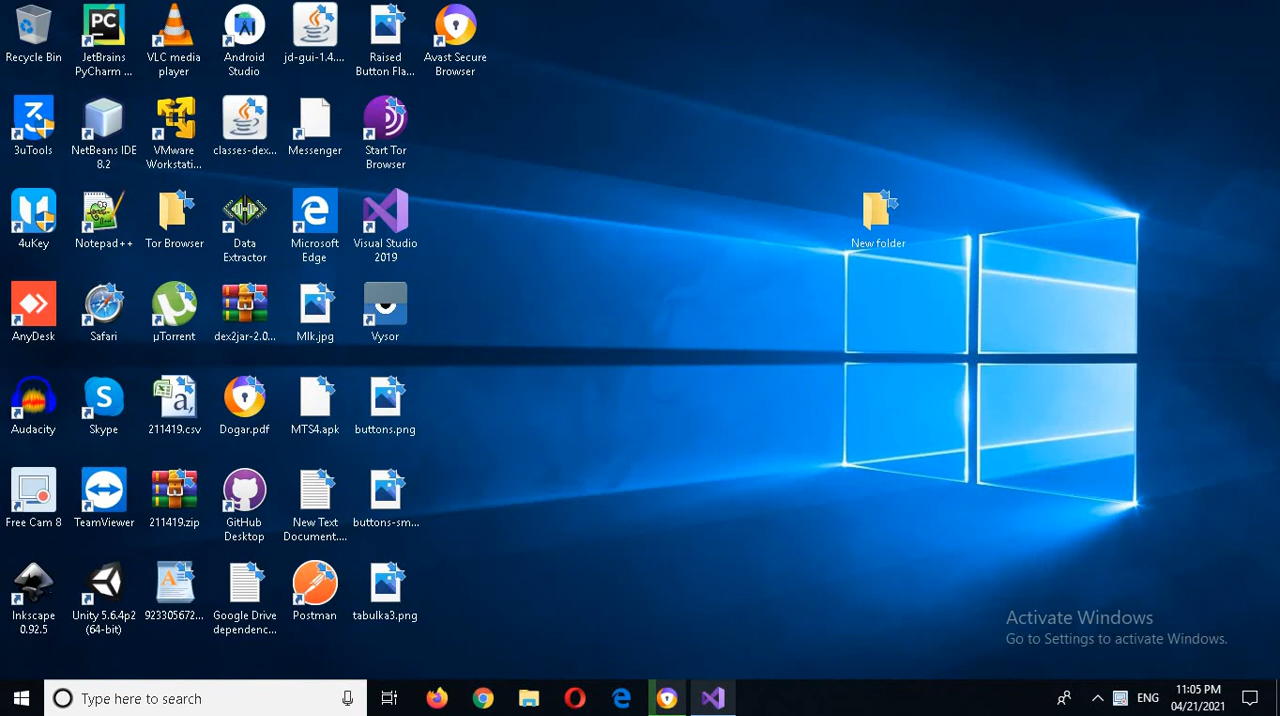 Recycle Bin
JetBrains
PyCharm ...
VLC media
player
Android
Studio
jd-gui-1.4....
Raised
Button Fla...
Avast Secure
Browser
3uTools
NetBeans IDE
8.2
VMware
Workstati...
classes-dex...
Messenger
Start Tor
Browser
4uKey
Notepad++
Tor Browser
Data
Extractor
Microsoft
Edge
Visual Studio
2019
New folder
AnyDesk
Safari
µTorrent
dex2jar-2.0...
Mlk.jpg
Vysor
Audacity
Skype
211419.csv
Dogar.pdf
MTS4.apk
buttons.png
Free Cam 8
TeamViewer
211419.zip
GitHub
Desktop
New Text
Document....
buttons-sm...
Inkscape
0.92.5
Unity 5.6.4p2
(64-bit)
923305672...
Google Drive
dependenc...
Postman
tabulka3.png
Activate Windows
Go to Settings to activate Windows.
Type here to search
ENG
11:05 PM
04/21/2021